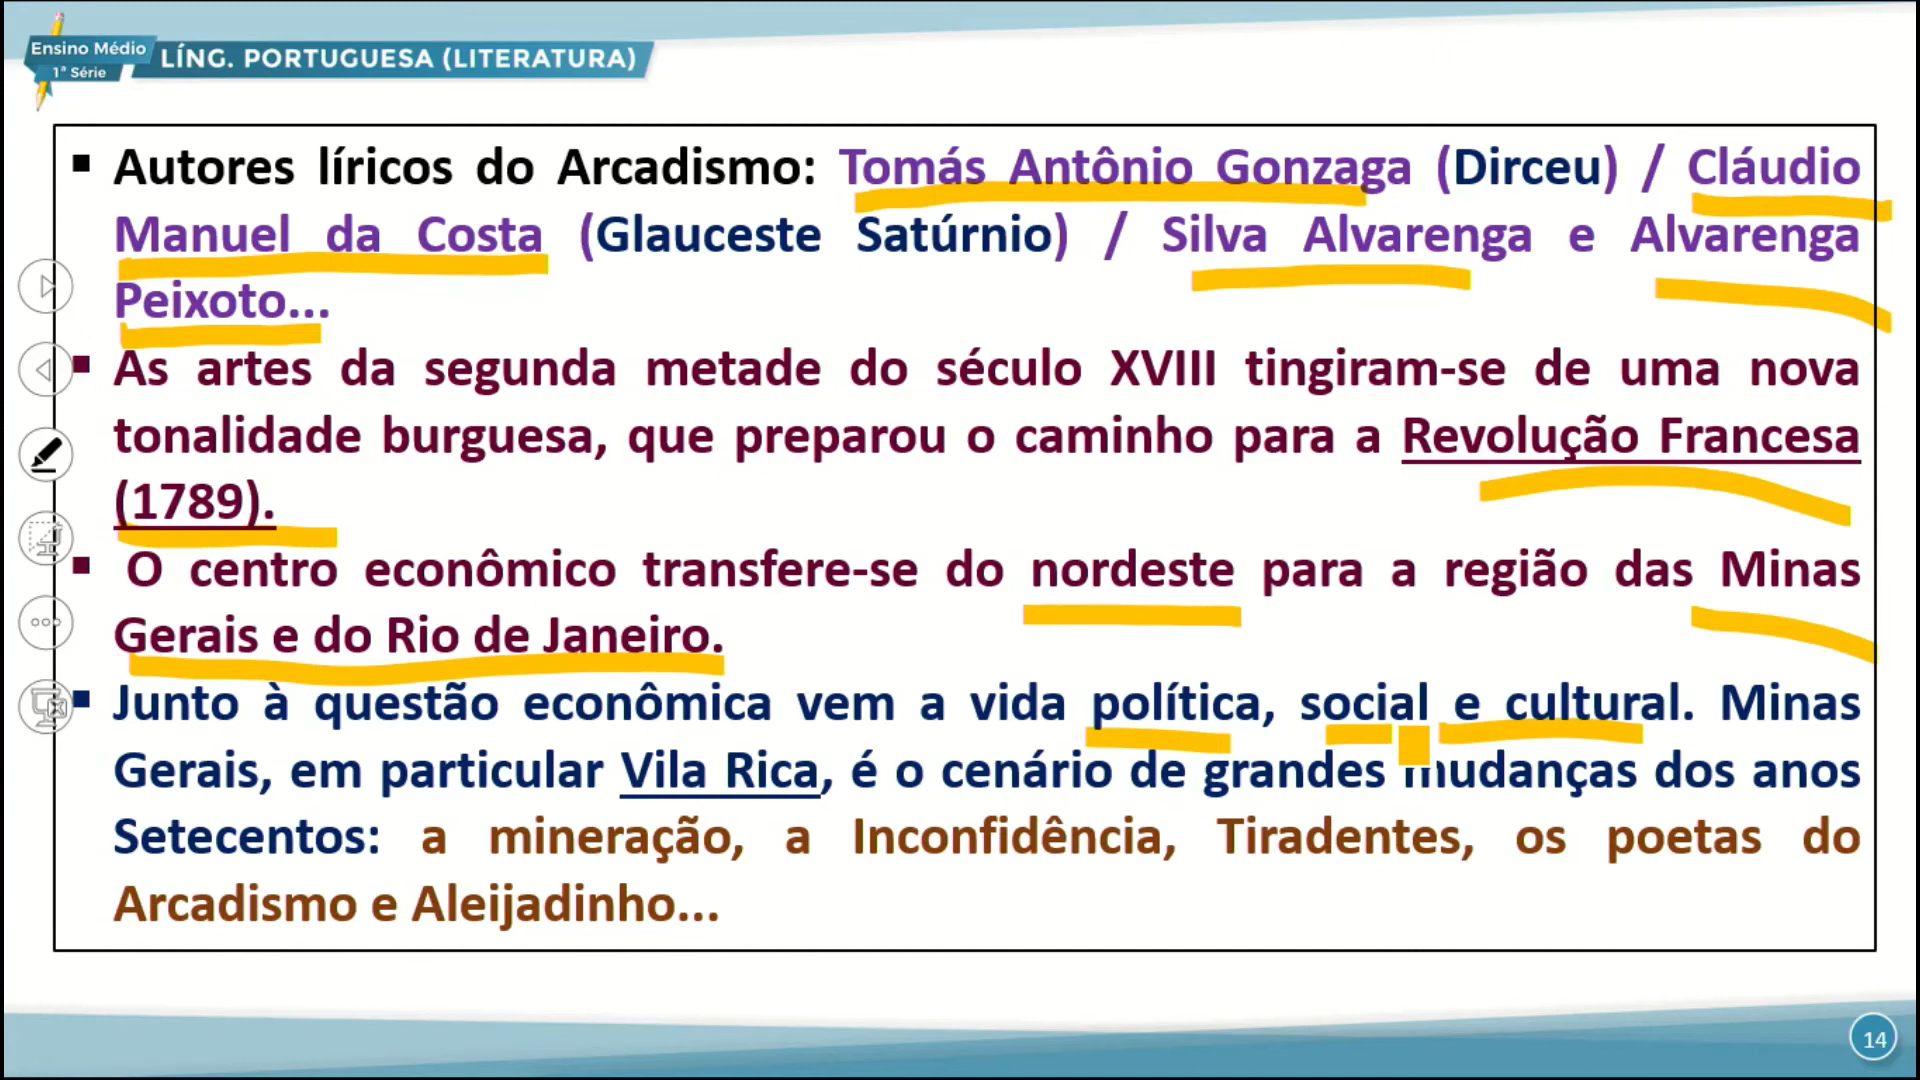 Ensino Médio
1ª Série
LÍNG. PORTUGUESA (LITERATURA)
▪ Autores líricos do Arcadismo: Tomás Antônio Gonzaga (Dirceu) / Cláudio
Manuel da Costa (Glauceste Satúrnio) / Silva Alvarenga e Alvarenga
Peixoto...
▪ As artes da segunda metade do século XVIII tingiram-se de uma nova
tonalidade burguesa, que preparou o caminho para a Revolução Francesa
(1789).
▪ O centro econômico transfere-se do nordeste para a região das Minas
Gerais e do Rio de Janeiro.
▪ Junto à questão econômica vem a vida política, social e cultural. Minas
Gerais, em particular Vila Rica, é o cenário de grandes mudanças dos anos
Setecentos: a mineração, a Inconfidência, Tiradentes, os poetas do
Arcadismo e Aleijadinho...
14